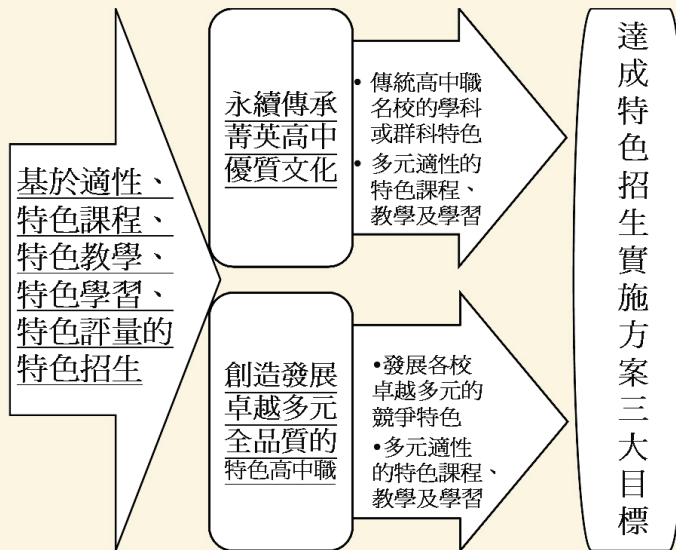 基於適性、
特色課程、
特色教學、
特色學習、
特色評量的
特色招生
永續傳承
菁英高中
優質文化
• 傳統高中職
名校的學科
或群科特色
• 多元適性的
特色課程、
教學及學習
創造發展
卓越多元
全品質的
特色高中職
•發展各校
卓越多元的
競爭特色
•多元適性
的特色課程、
教學及學習
達成特色招生實施方案三大目標